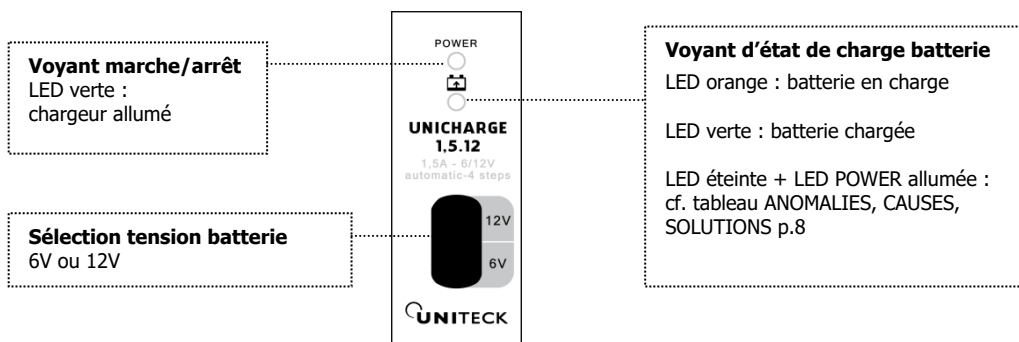 Voyant marche/arrêt
LED verte :
chargeur allumé
Sélection tension batterie
6V ou 12V
POWER
UNICHARGE
1,5.12
1,5A - 6/12V
automatic-4 steps
12V
6V
UNITECK
Voyant d’état de charge batterie
LED orange : batterie en charge
LED verte : batterie chargée
LED éteinte + LED POWER allumée :
cf. tableau ANOMALIES, CAUSES,
SOLUTIONS p.8